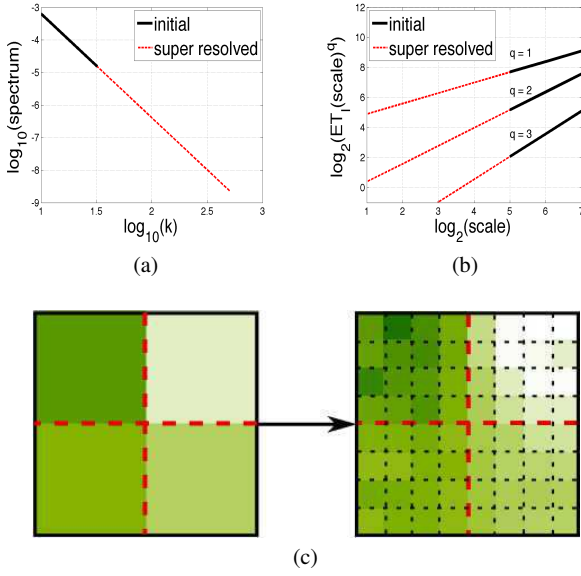 -3
-4
-5
-6
-7
-8
-9
log10(spectrum)
initial
super resolved
1
1.5
2
2.5
3
log10(k)
(a)
12
10
8
6
4
2
0
log2(ETI(scale)q)
initial
super resolved
q = 1
q = 2
q = 3
1
2
3
4
5
6
7
log2(scale)
(b)
(c)